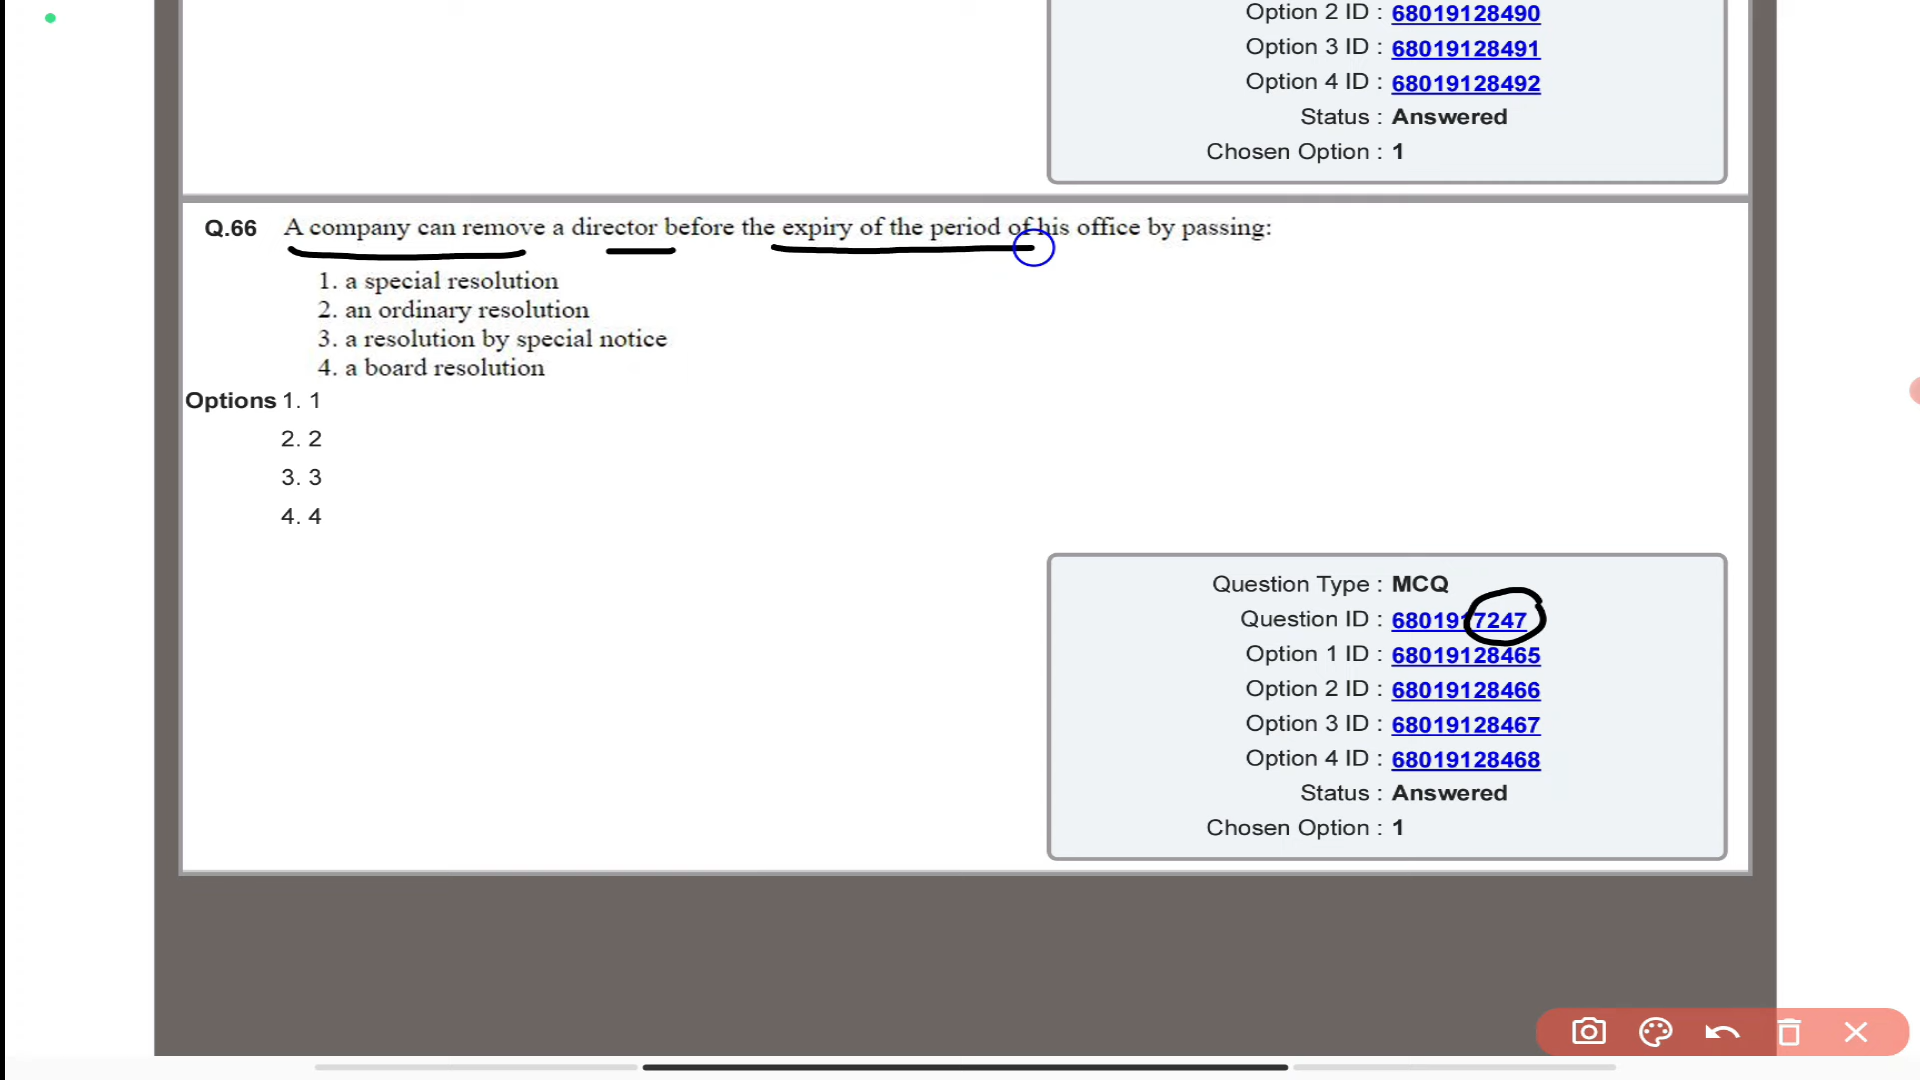 Option 2 ID : 68019128490
Option 3 ID : 68019128491
Option 4 ID : 68019128492
Status : Answered
Chosen Option : 1
Q.66 A company can remove a director before the expiry of the period of his office by passing:
1. a special resolution
2. an ordinary resolution
3. a resolution by special notice
4. a board resolution
Options 1. 1
2. 2
3. 3
4. 4
Question Type : MCQ
Question ID : 6801917247
Option 1 ID : 68019128465
Option 2 ID : 68019128466
Option 3 ID : 68019128467
Option 4 ID : 68019128468
Status : Answered
Chosen Option : 1